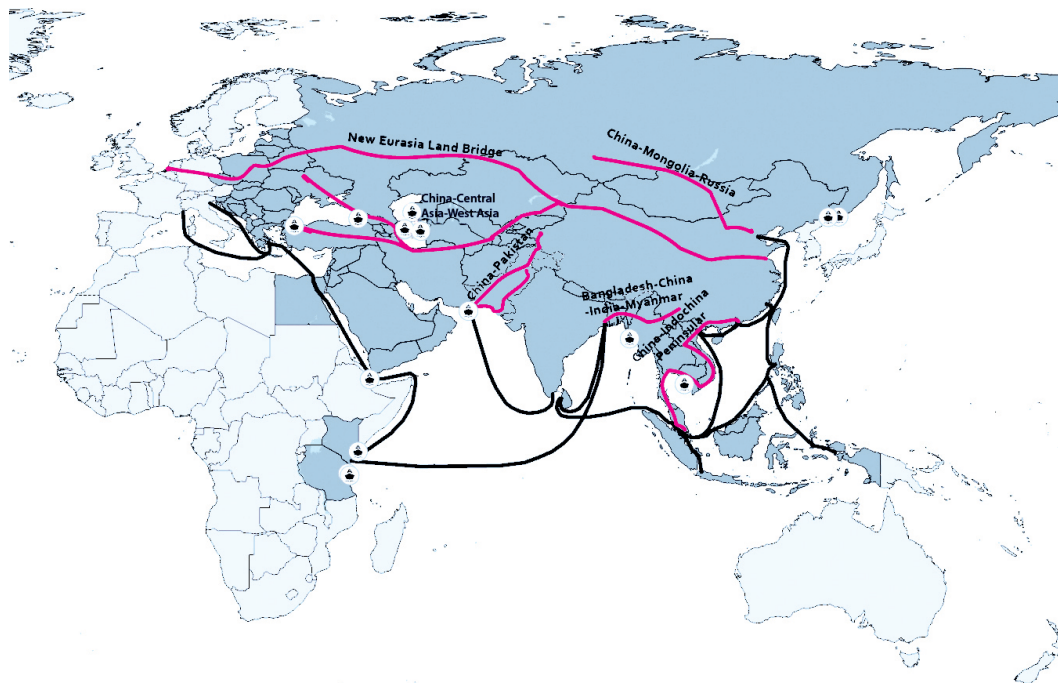 New Eurasia Land Bridge
China-Mongolia-Russia
China-Central
Asia-West Asia
China-Pakistan
Bangladesh-China
-India-Myanmar
China-Indochina
Peninsular